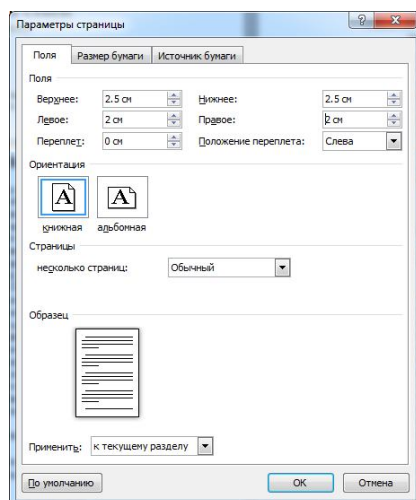 Параметры страницы
Поля Размер бумаги Источник бумаги
Поля
Верхнее: 2.5 см Нижнее: 2.5 см
Левое: 2 см Правое: 2 см
Переплет: 0 см Положение переплета: Слева
Ориентация
A A
книжная альбомная
Страницы
несколько страниц: Обычный
Образец
Применить: к текущему разделу
По умолчанию ОК Отмена